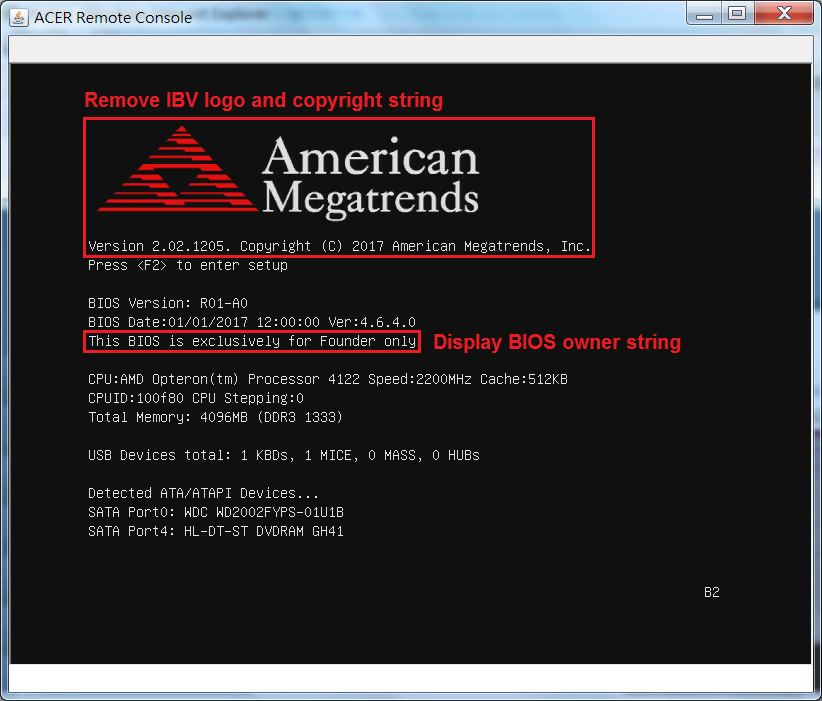 ACER Remote Console
Remove IBV logo and copyright string
American
Megatrends
Version 2.02.1205. Copyright (C) 2017 American Megatrends, Inc.
Press <F2> to enter setup
BIOS Version: R01-A0
BIOS Date:01/01/2017 12:00:00 Ver:4.6.4.0
This BIOS is exclusively for Founder only
Display BIOS owner string
CPU:AMD Opteron(tm) Processor 4122 Speed:2200MHz Cache:512KB
CPUID:100f80 CPU Stepping:0
Total Memory: 4096MB (DDR3 1333)
USB Devices total: 1 KBDs, 1 MICE, 0 MASS, 0 HUBs
Detected ATA/ATAPI Devices...
SATA Port0: WDC WD2002FYPS-01U1B
SATA Port4: HL-DT-ST DVDRAM GH41
B2